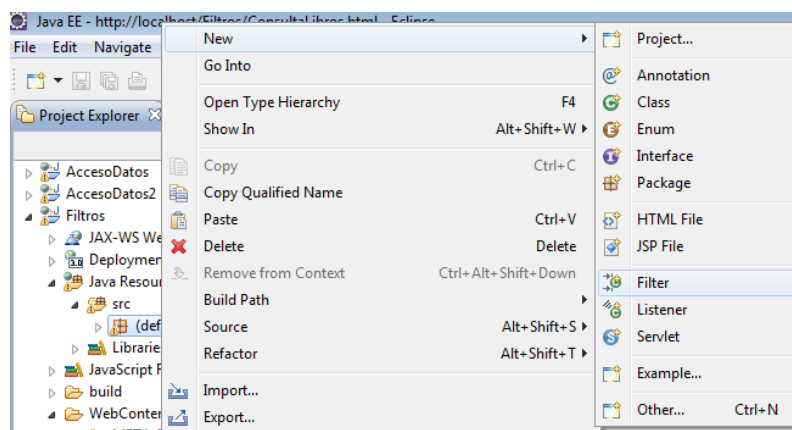 Java EE - http://localhost/Filtros/ConsultaLibros.html - Eclipse
File Edit Navigate
Project Explorer
AccesoDatos
AccesoDatos2
Filtros
JAX-WS We
3.0 Deploymer
Java Resou
src
(def
Librarie
JavaScript F
build
WebConter
New
Go Into
Open Type Hierarchy F4
Show In Alt+Shift+W
Copy Ctrl+C
Copy Qualified Name
Paste Ctrl+V
Delete Delete
Remove from Context Ctrl+Alt+Shift+Down
Build Path
Source Alt+Shift+S
Refactor Alt+Shift+T
Import...
Export...
Project...
Annotation
Class
Enum
Interface
Package
HTML File
JSP File
Filter
Listener
Servlet
Example...
Other... Ctrl+N